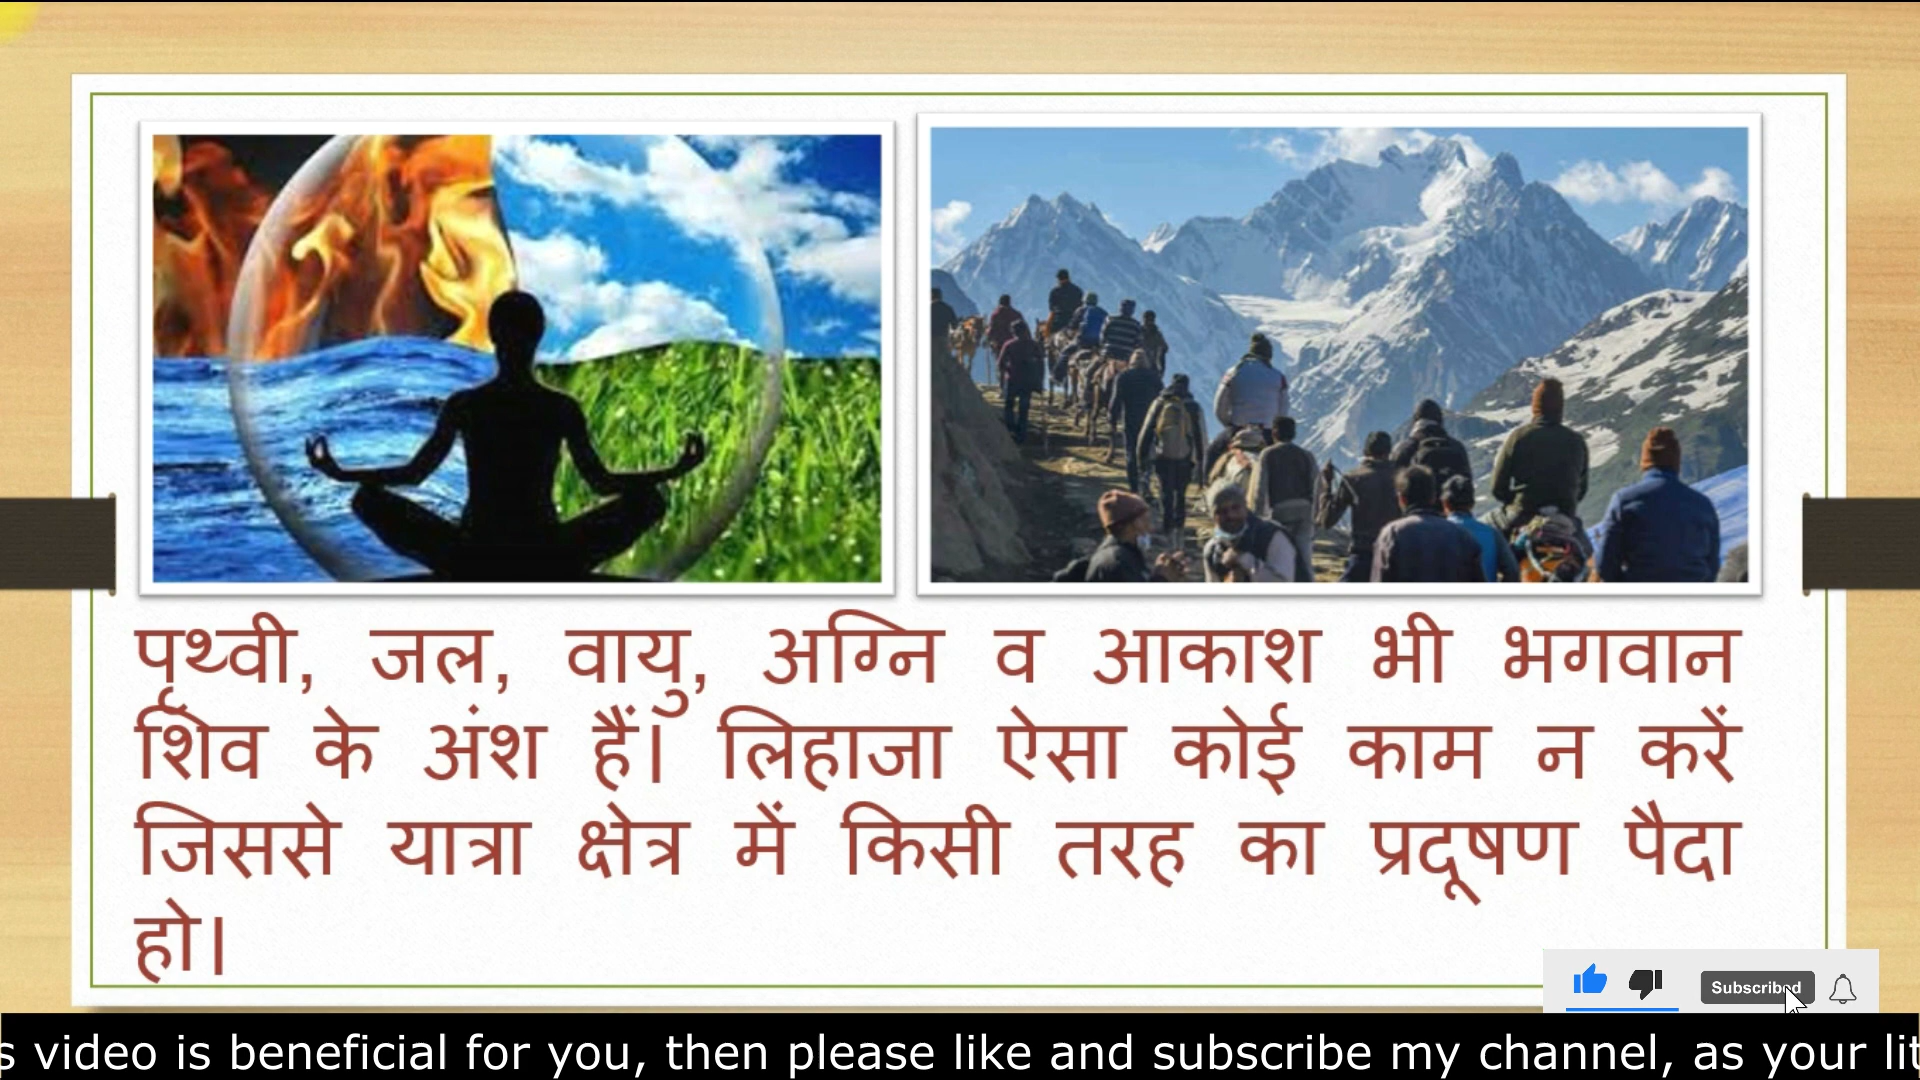 पृथ्वी, जल, वायु, अग्नि व आकाश भी भगवान
शिव के अंश हैं। लिहाजा ऐसा कोई काम न करें
जिससे यात्रा क्षेत्र में किसी तरह का प्रदूषण पैदा
हो।
Subscribed
s video is beneficial for you, then please like and subscribe my channel, as your lit